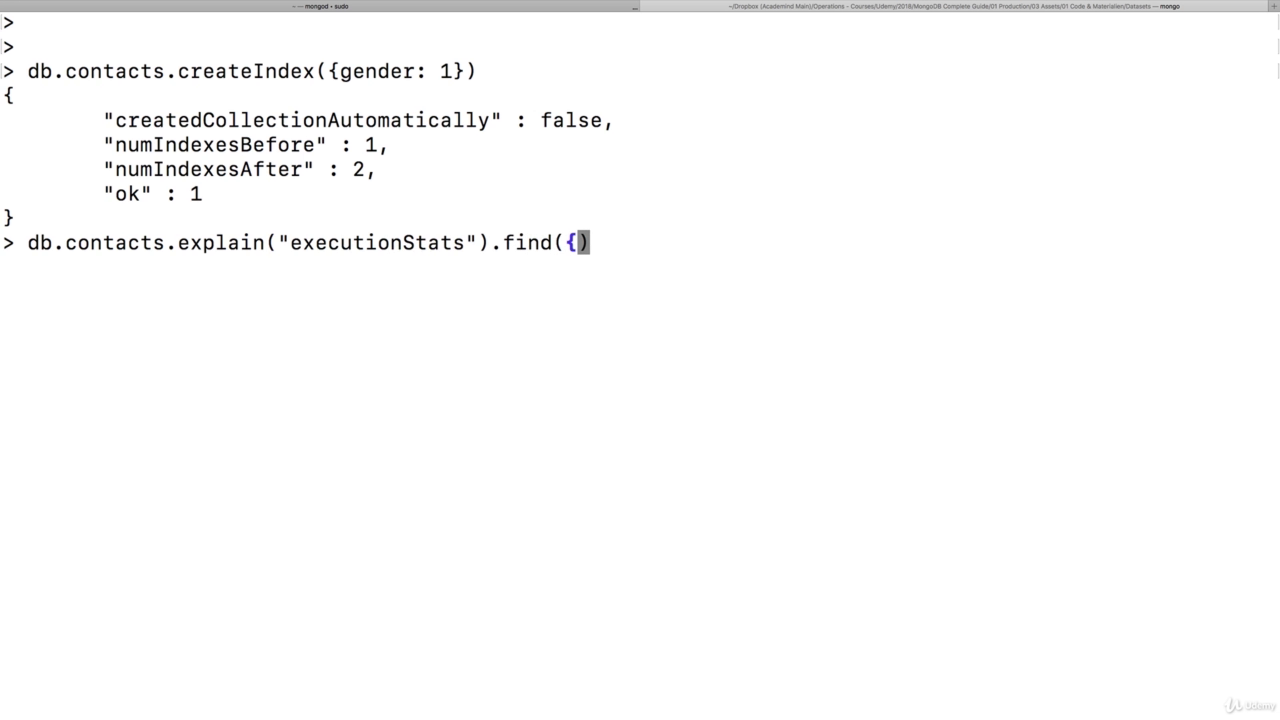 ~ — mongod • sudo
~/Dropbox (Academind Main)/Operations - Courses/Udemy/2018/MongoDB Complete Guide/01 Production/03 Assets/01 Code & Materialien/Datasets — mongo
>
>
> db.contacts.createIndex({gender: 1})
{
"createdCollectionAutomatically" : false,
"numIndexesBefore" : 1,
"numIndexesAfter" : 2,
"ok" : 1
}
> db.contacts.explain("executionStats").find({)
Udemy